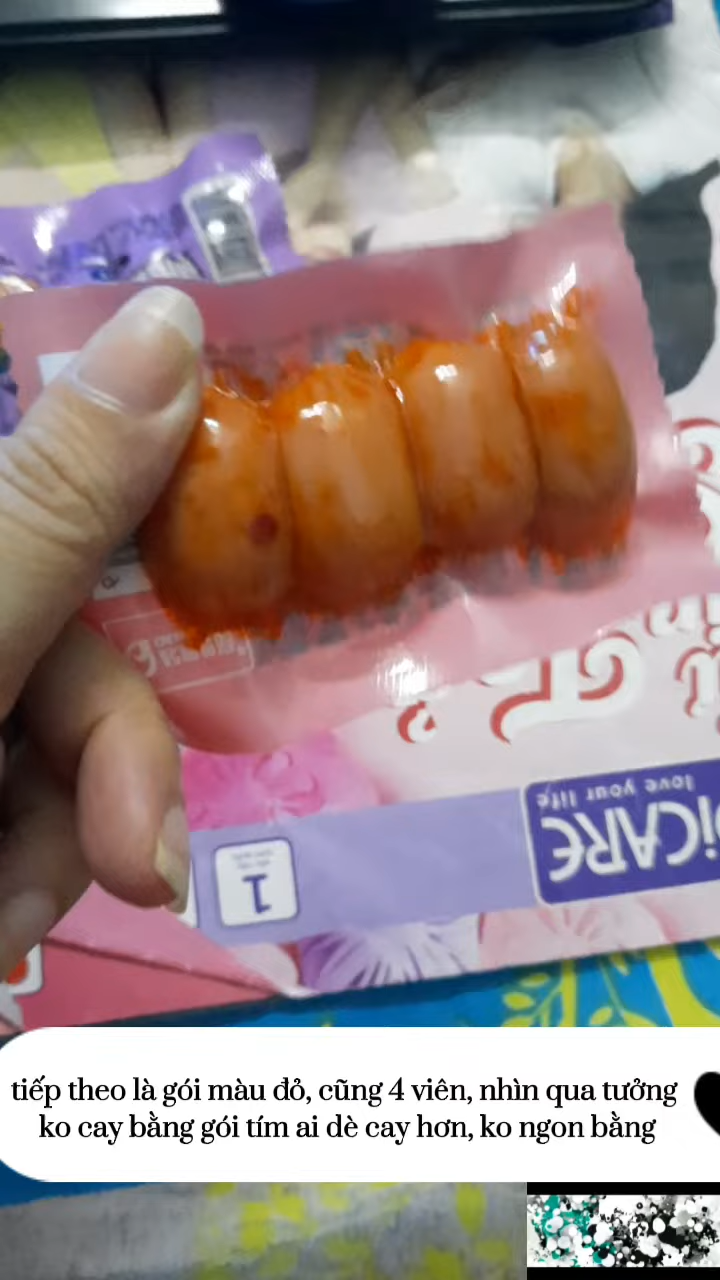 love your life
iCARE
1
tiếp theo là gói màu đỏ, cũng 4 viên, nhìn qua tưởng
ko cay bằng gói tím ai dè cay hơn, ko ngon bằng